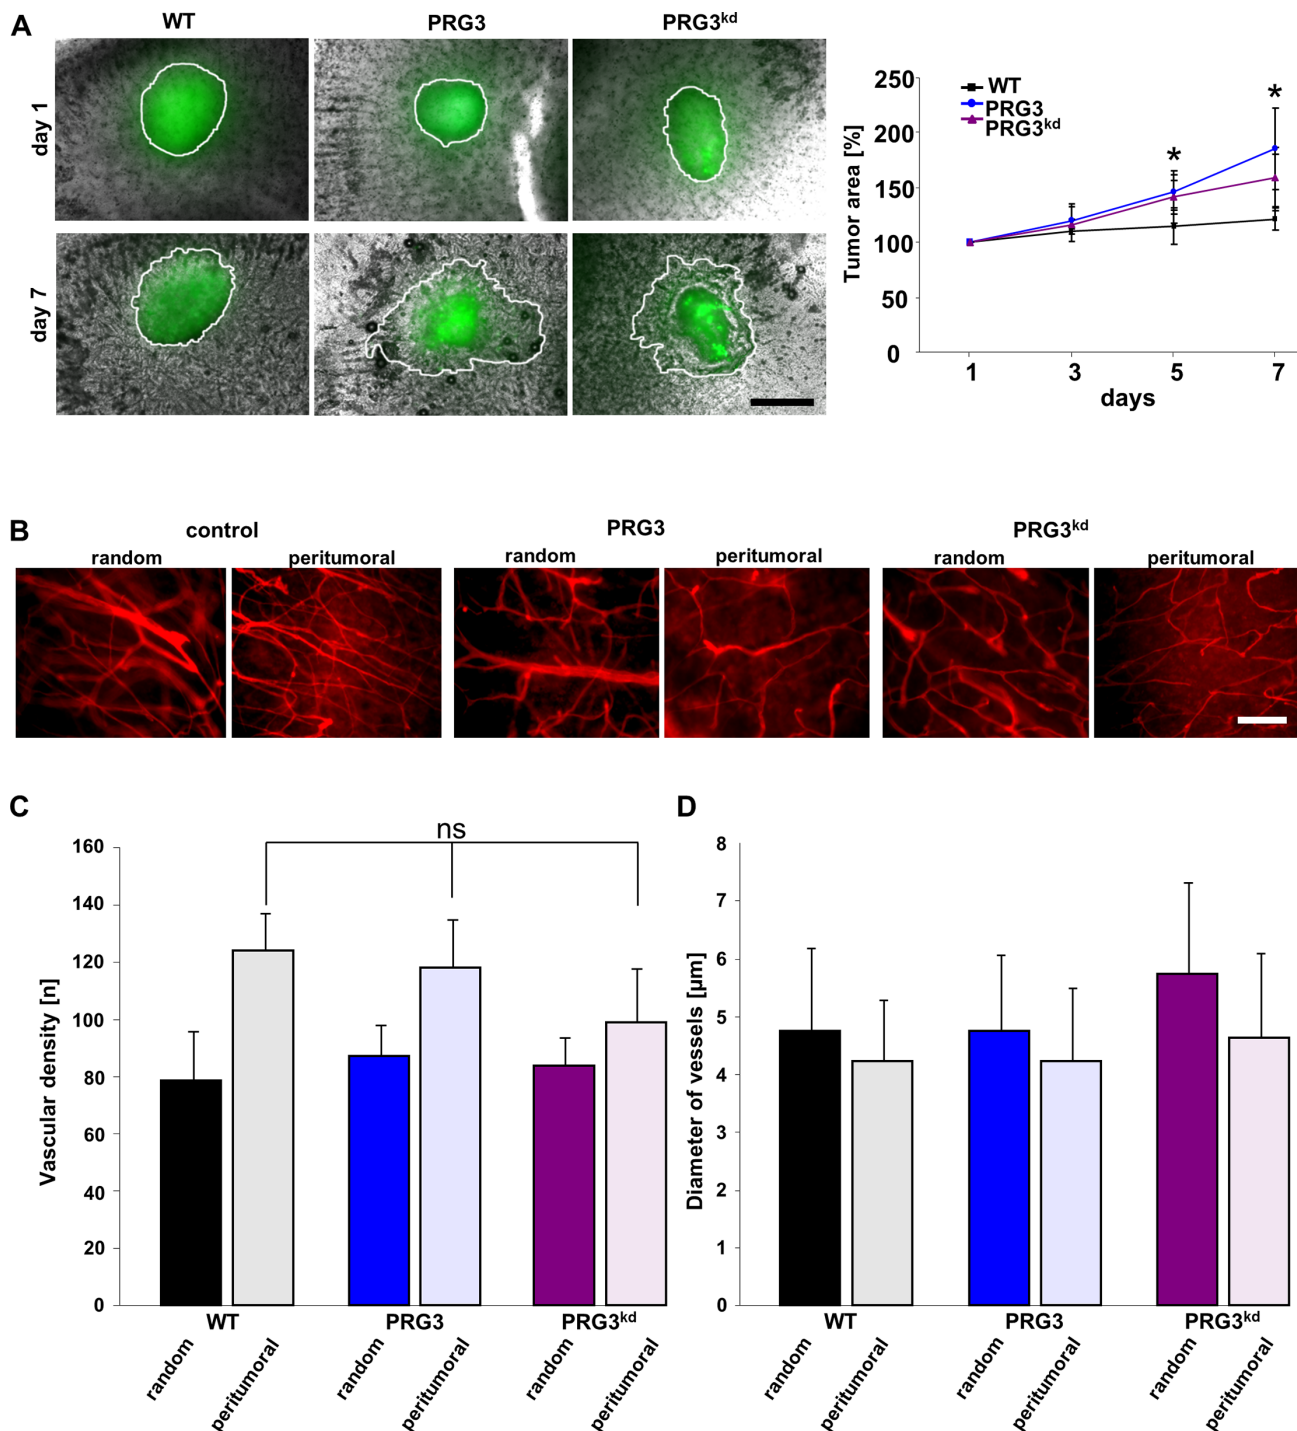 A
WT
PRG3
PRG3kd
day 1
day 7
Tumor area [%]
250
200
150
100
50
0
WT
PRG3
PRG3kd
*
*
1
3
5
7
days
B
control
PRG3
PRG3kd
random
peritumoral
random
peritumoral
random
peritumoral
C
ns
Vascular density [n]
160
140
120
100
80
60
40
20
0
WT
PRG3
PRG3kd
random
peritumoral
random
peritumoral
random
peritumoral
D
Diameter of vessels [µm]
8
7
6
5
4
3
2
1
0
WT
PRG3
PRG3kd
random
peritumoral
random
peritumoral
random
peritumoral